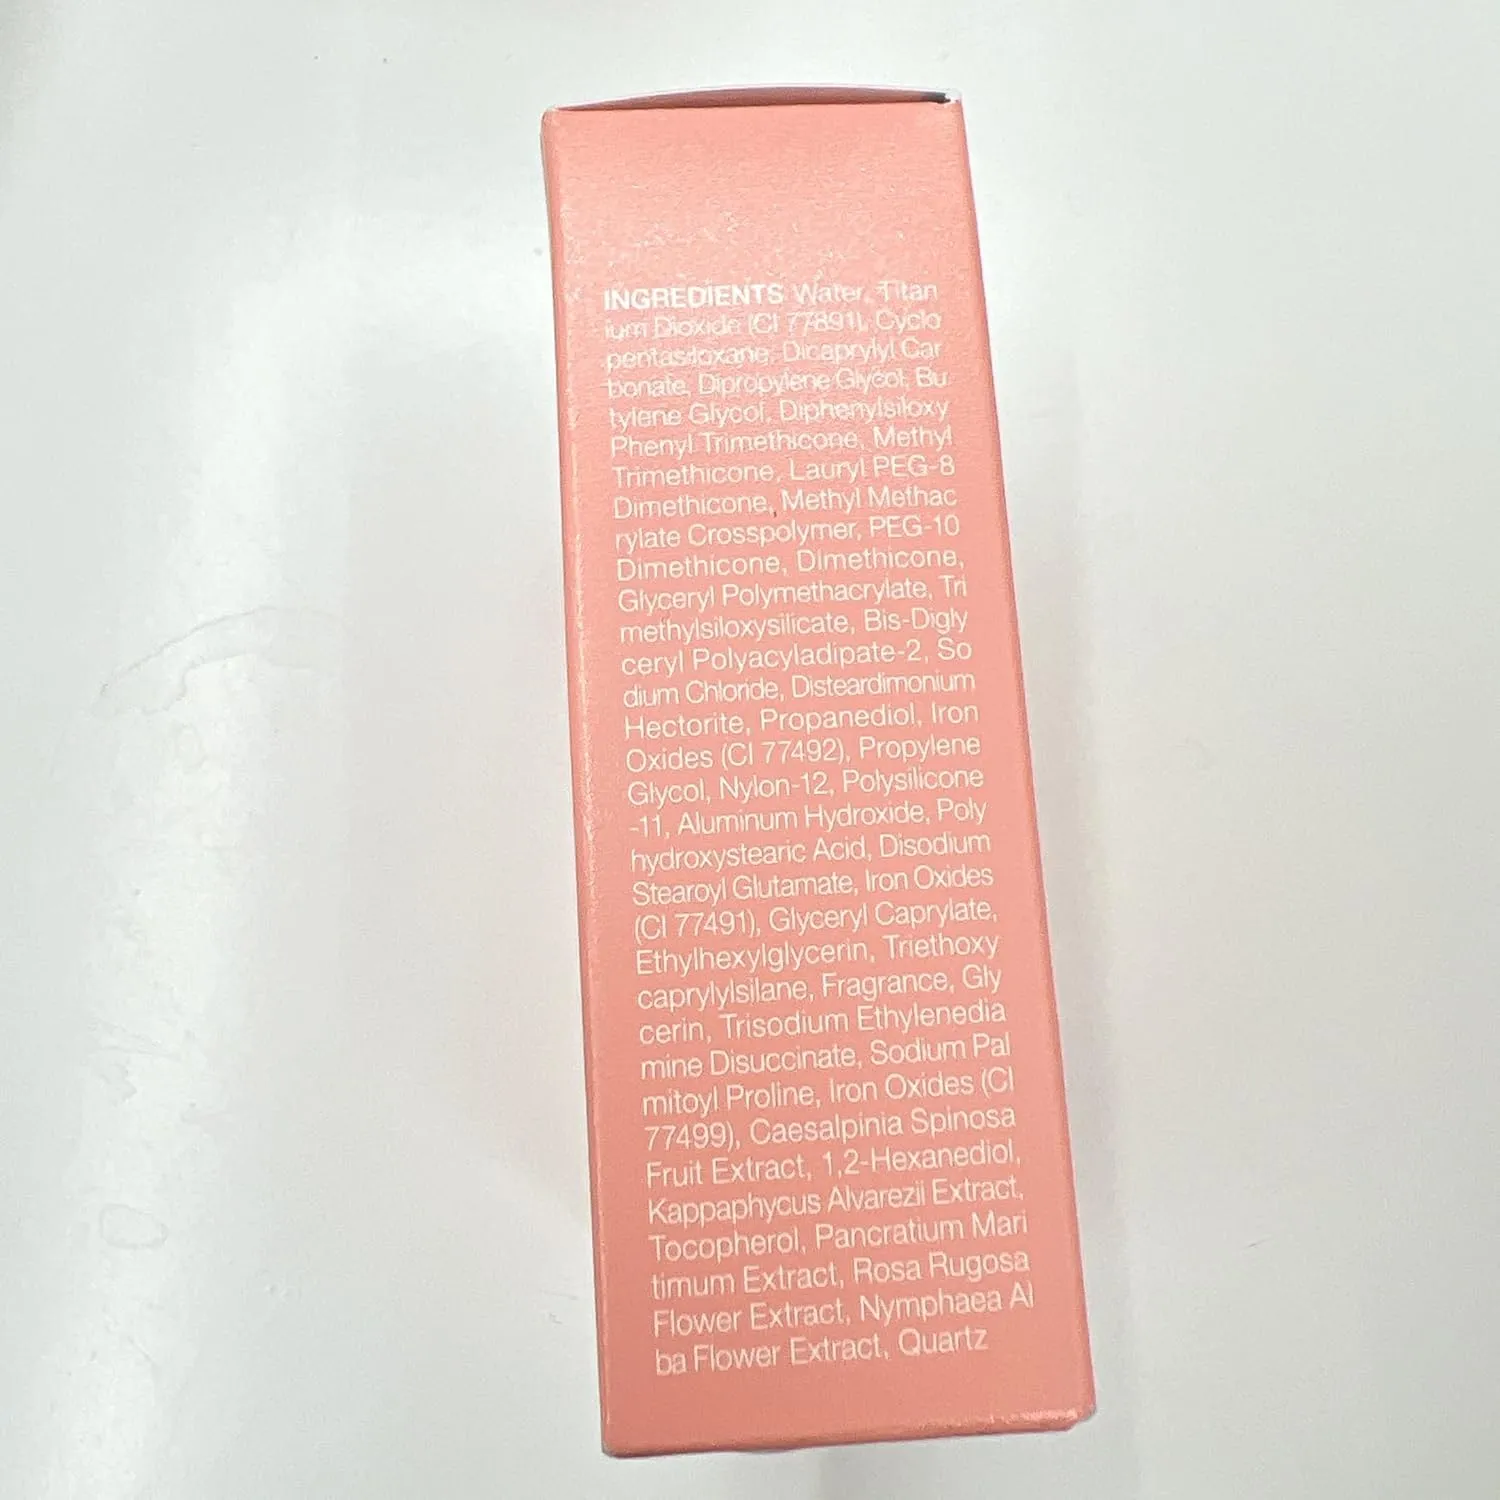 INGREDIENTS Water, Titan
ium Dioxide (CI 77891), Cyclo
pentasiloxane, Dicaprylyl Car
bonate, Dipropylene Glycol, Bu
tylene Glycol, Diphenylsiloxy
Phenyl Trimethicone, Methyl
Trimethicone, Lauryl PEG-8
Dimethicone, Methyl Methac
rylate Crosspolymer, PEG-10
Dimethicone, Dimethicone,
Glyceryl Polymethacrylate, Tri
methylsiloxysilicate, Bis-Digly
ceryl Polyacyladipate-2, So
dium Chloride, Disteardimonium
Hectorite, Propanediol, Iron
Oxides (CI 77492), Propylene
Glycol, Nylon-12, Polysilicone
-11, Aluminum Hydroxide, Poly
hydroxystearic Acid, Disodium
Stearoyl Glutamate, Iron Oxides
(CI 77491), Glyceryl Caprylate,
Ethylhexylglycerin, Triethoxy
caprylylsilane, Fragrance, Gly
cerin, Trisodium Ethylenedia
mine Disuccinate, Sodium Pal
mitoyl Proline, Iron Oxides (CI
77499), Caesalpinia Spinosa
Fruit Extract, 1,2-Hexanediol,
Kappaphycus Alvarezii Extract,
Tocopherol, Pancratium Mari
timum Extract, Rosa Rugosa
Flower Extract, Nymphaea Al
ba Flower Extract, Quartz